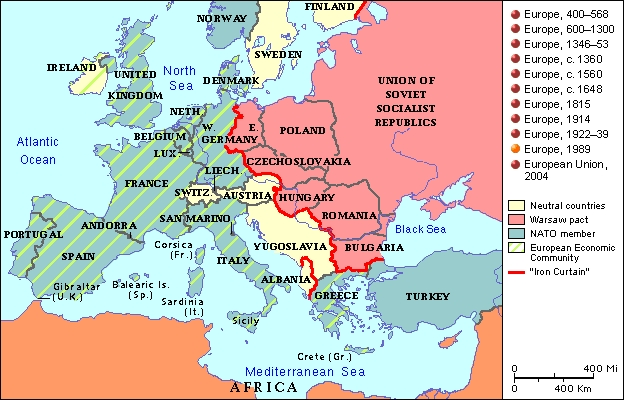 FINLAND
NORWAY
SWEDEN
IRELAND
UNITED
KINGDOM
North
Sea
DENMARK
UNION OF
SOVIET
SOCIALIST
REPUBLICS
NETH.
BELGIUM
LUX.
W.
GERMANY
E.
POLAND
Atlantic
Ocean
CZECHOSLOVAKIA
LIECH.
FRANCE
SWITZ.
AUSTRIA
HUNGARY
ROMANIA
SAN MARINO
ANDORRA
PORTUGAL
SPAIN
Corsica
(Fr.)
ITALY
YUGOSLAVIA
BULGARIA
Black Sea
ALBANIA
GREECE
TURKEY
Gibraltar
(U.K.)
Balearic Is.
(Sp.)
Sardinia
(It.)
Sicily
Crete (Gr.)
Mediterranean Sea
AFRICA
Europe, 400–568
Europe, 600–1300
Europe, 1346–53
Europe, c. 1360
Europe, c. 1560
Europe, c. 1648
Europe, 1815
Europe, 1914
Europe, 1922–39
Europe, 1989
European Union,
2004
Neutral countries
Warsaw pact
NATO member
European Economic
Community
"Iron Curtain"
0 400 Mi
0 400 Km